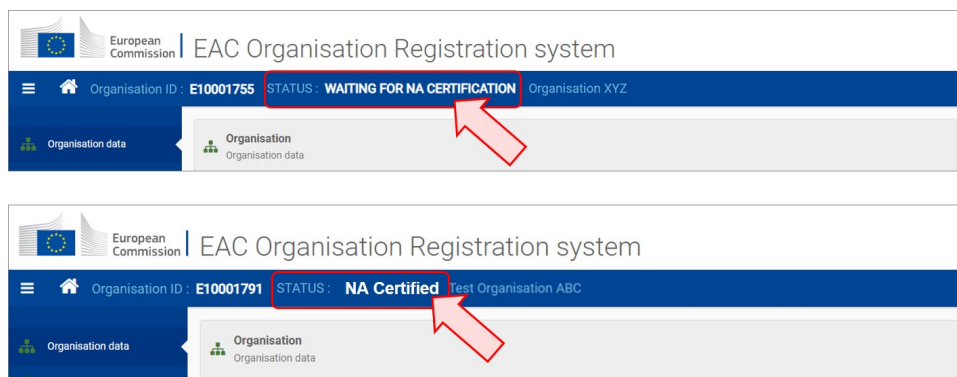 European
Commission
EAC Organisation Registration system
Organisation ID : E10001755 STATUS : WAITING FOR NA CERTIFICATION Organisation XYZ
Organisation data
Organisation
Organisation data
European
Commission
EAC Organisation Registration system
Organisation ID : E10001791 STATUS : NA Certified Test Organisation ABC
Organisation data
Organisation
Organisation data